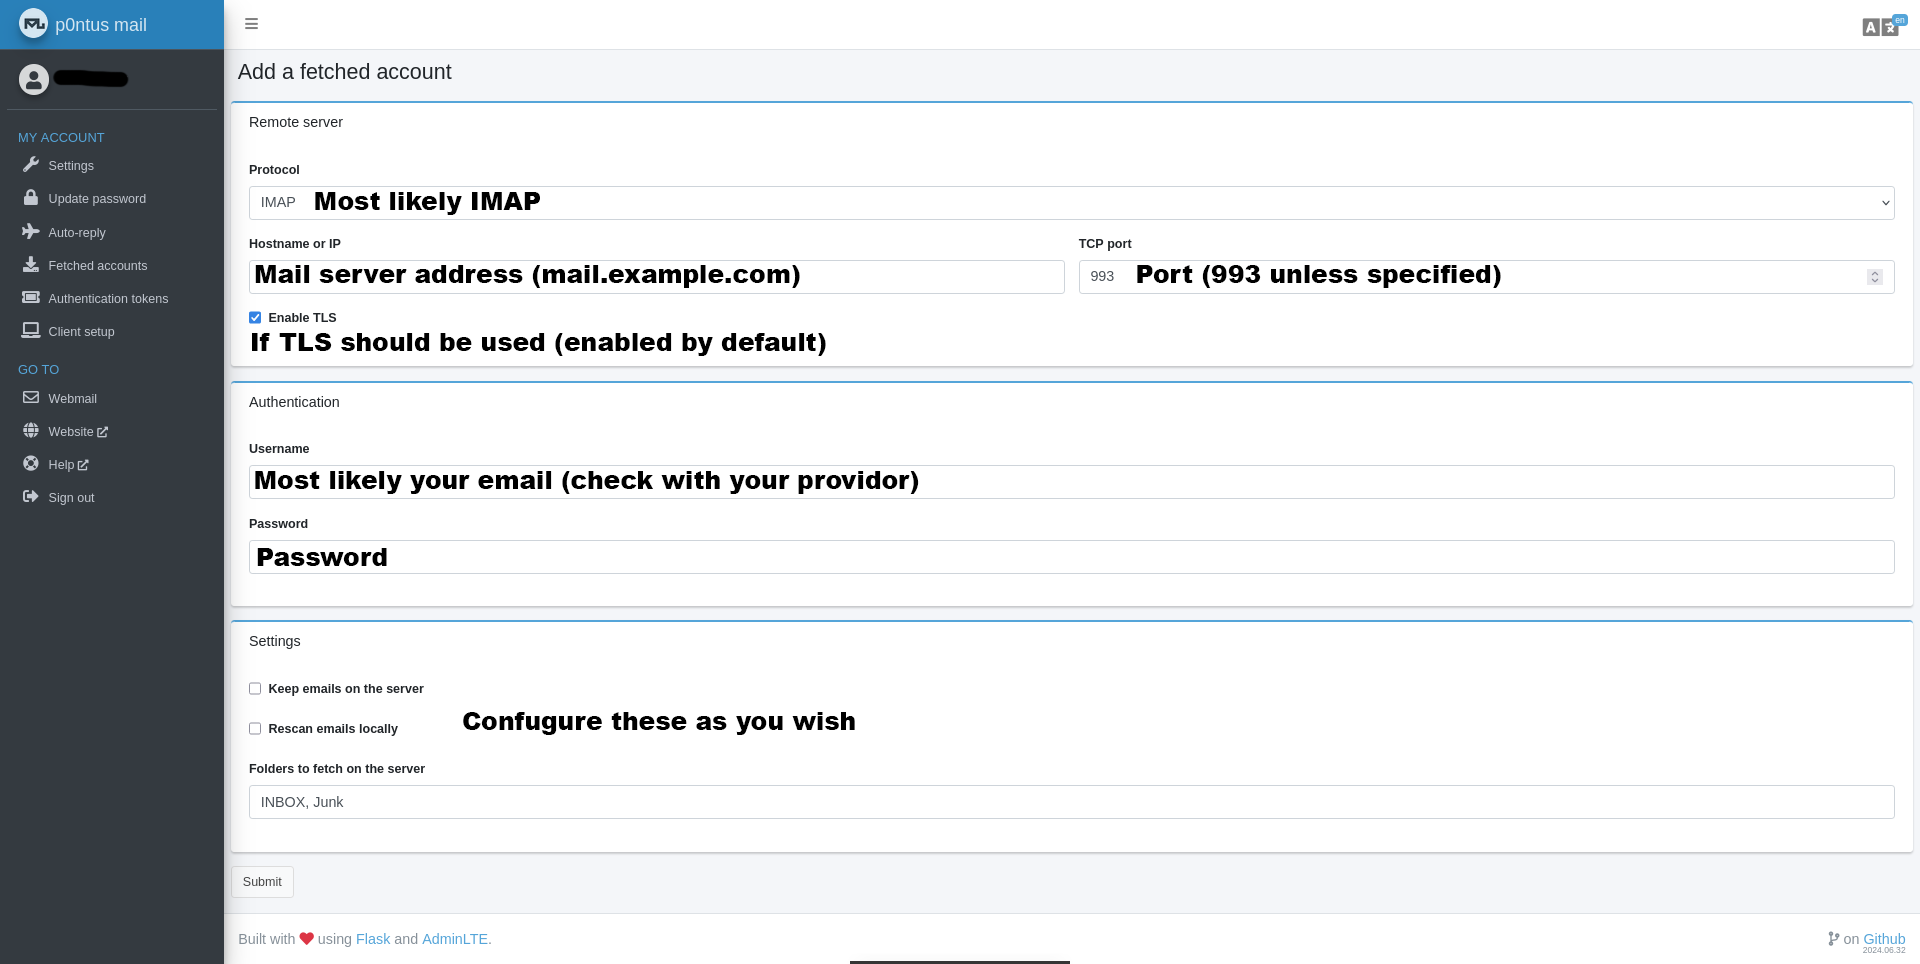 p0ntus mail
en
MY ACCOUNT
Settings
Update password
Auto-reply
Fetched accounts
Authentication tokens
Client setup
GO TO
Webmail
Website
Help
Sign out
Add a fetched account
Remote server
Protocol
IMAP Most likely IMAP
Hostname or IP
Mail server address (mail.example.com)
TCP port
993 Port (993 unless specified)
Enable TLS
If TLS should be used (enabled by default)
Authentication
Username
Most likely your email (check with your providor)
Password
Password
Settings
Keep emails on the server
Rescan emails locally
Confugure these as you wish
Folders to fetch on the server
INBOX, Junk
Submit
Built with using Flask and AdminLTE.
on Github
2024.06.32